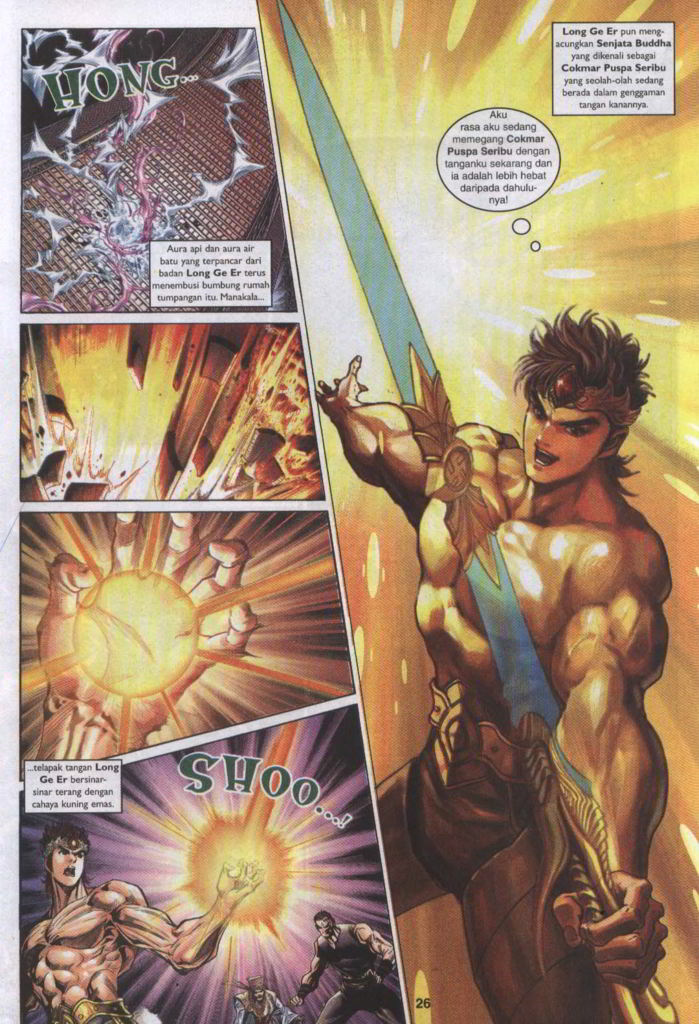 HONG...
Aura api dan aura air
batu yang terpancar dari
badan Long Ge Er terus
menembusi bumbung rumah
tumpangan itu. Manakala...
...telapak tangan Long
Ge Er bersinar-
sinar terang dengan
cahaya kuning emas.
SHOO...!
Long Ge Er pun meng-
acungkan Senjata Buddha
yang dikenali sebagai
Cokmar Puspa Seribu
yang seolah-olah sedang
berada dalam genggaman
tangan kanannya.
Aku
rasa aku sedang
memegang Cokmar
Puspa Seribu dengan
tanganku sekarang dan
ia adalah lebih hebat
daripada dahulu-
nya!
26